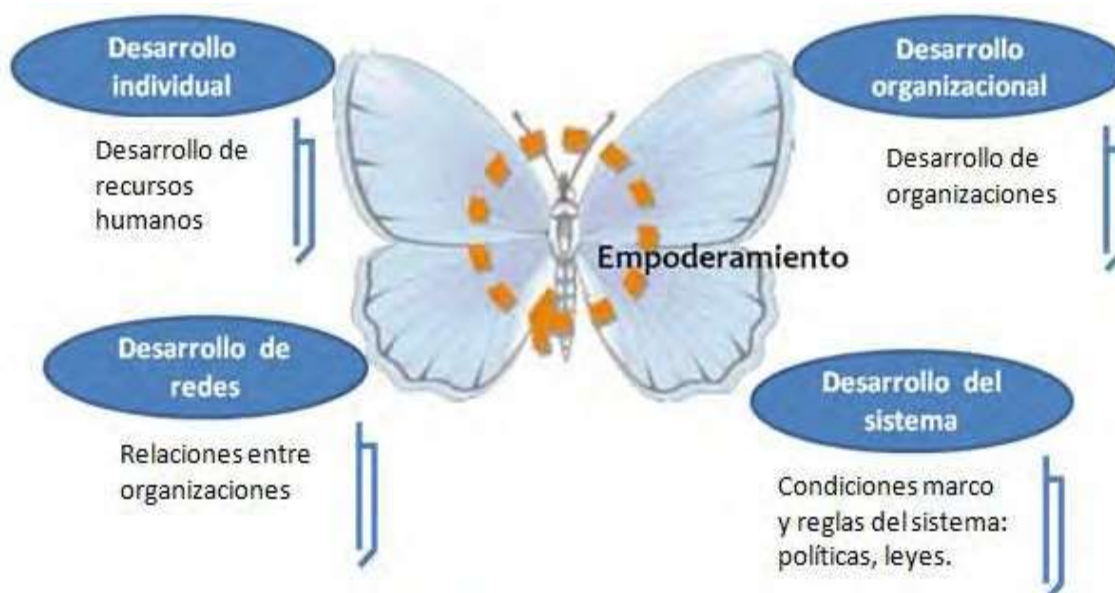 Desarrollo
individual
Desarrollo de
recursos
humanos
Desarrollo
organizacional
Desarrollo de
organizaciones
Empoderamiento
Desarrollo de
redes
Relaciones entre
organizaciones
Desarrollo del
sistema
Condiciones marco
y reglas del sistema:
políticas, leyes.